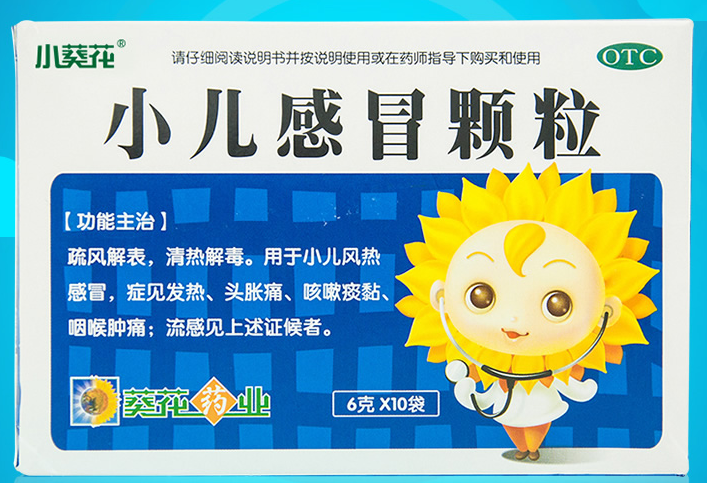 小葵花®
请仔细阅读说明书并按说明使用或在药师指导下购买和使用
OTC
小儿感冒颗粒
【功能主治】
疏风解表，清热解毒。用于小儿风热
感冒，症见发热、头胀痛、咳嗽痰黏、
咽喉肿痛；流感见上述证候者。
葵花药业
6克 X10袋